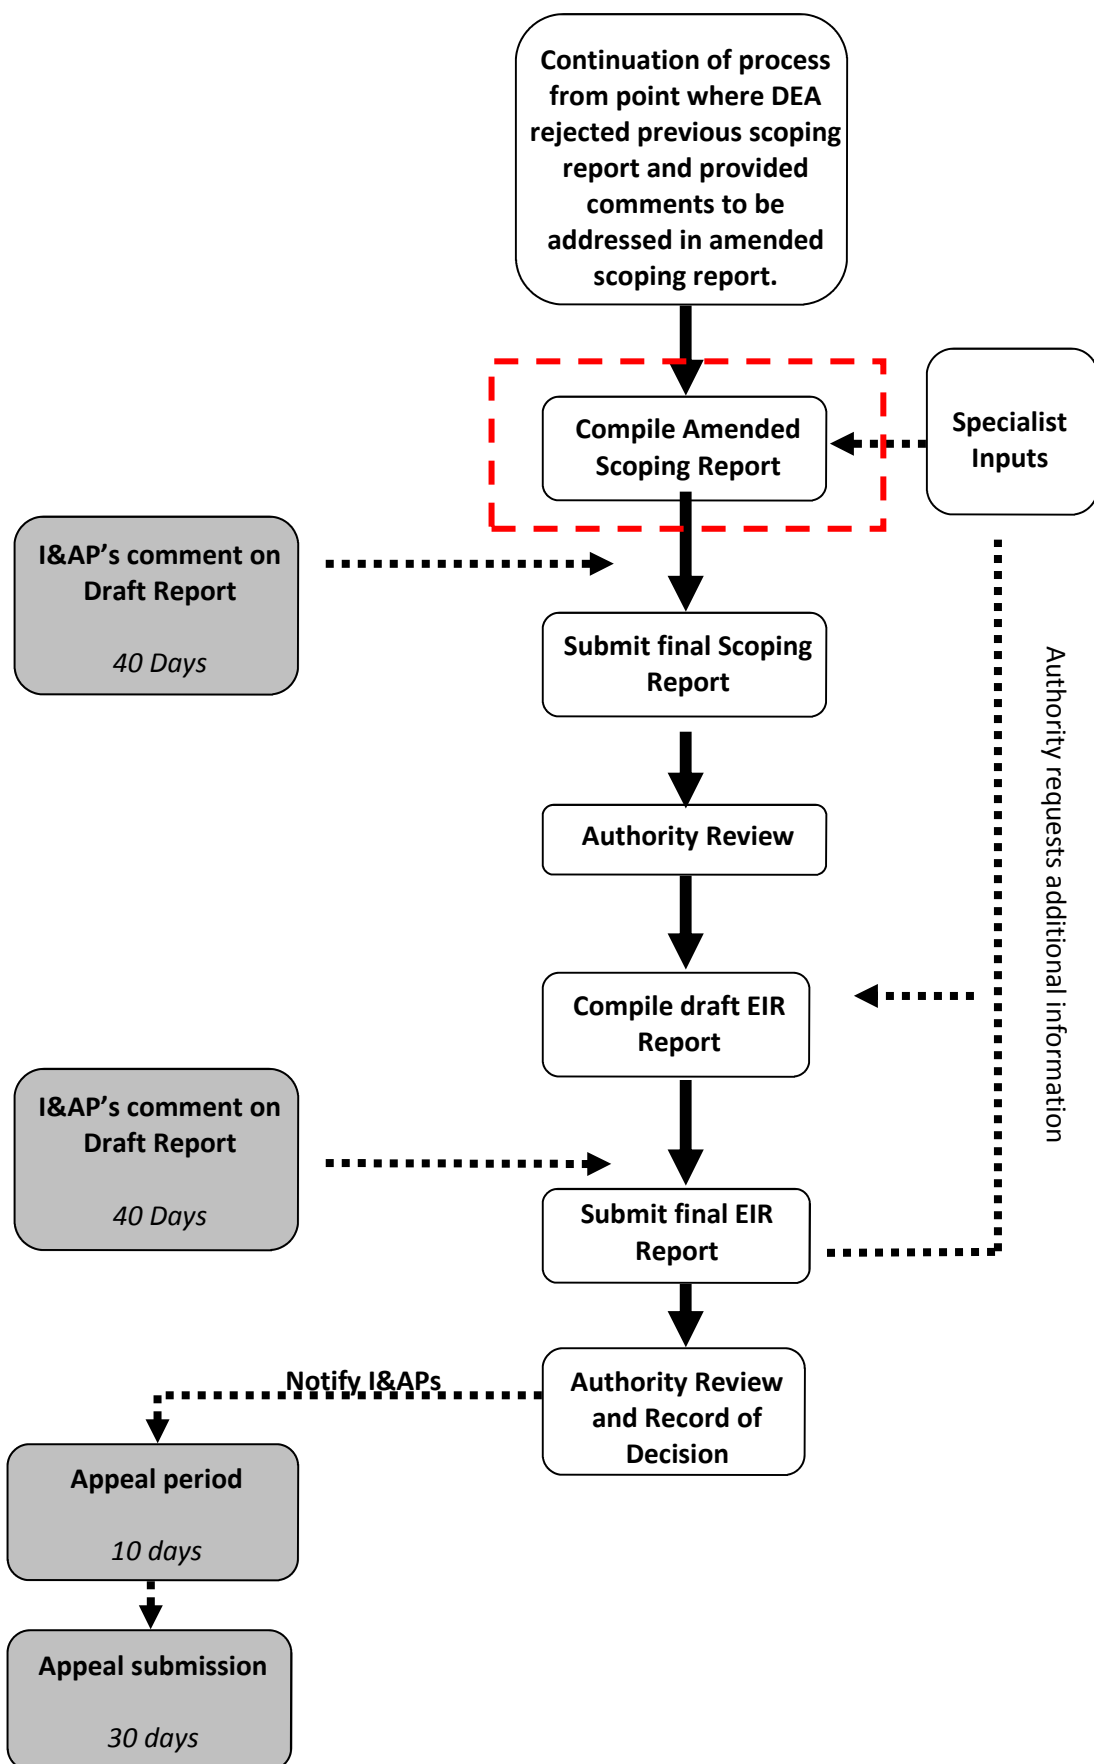 Continuation of process
from point where DEA
rejected previous scoping
report and provided
comments to be
addressed in amended
scoping report.
Compile Amended
Scoping Report
Specialist
Inputs
I&AP’s comment on
Draft Report
40 Days
Submit final Scoping
Report
Authority requests additional information
Authority Review
Compile draft EIR
Report
I&AP’s comment on
Draft Report
40 Days
Submit final EIR
Report
Notify I&APs
Authority Review
and Record of
Decision
Appeal period
10 days
Appeal submission
30 days